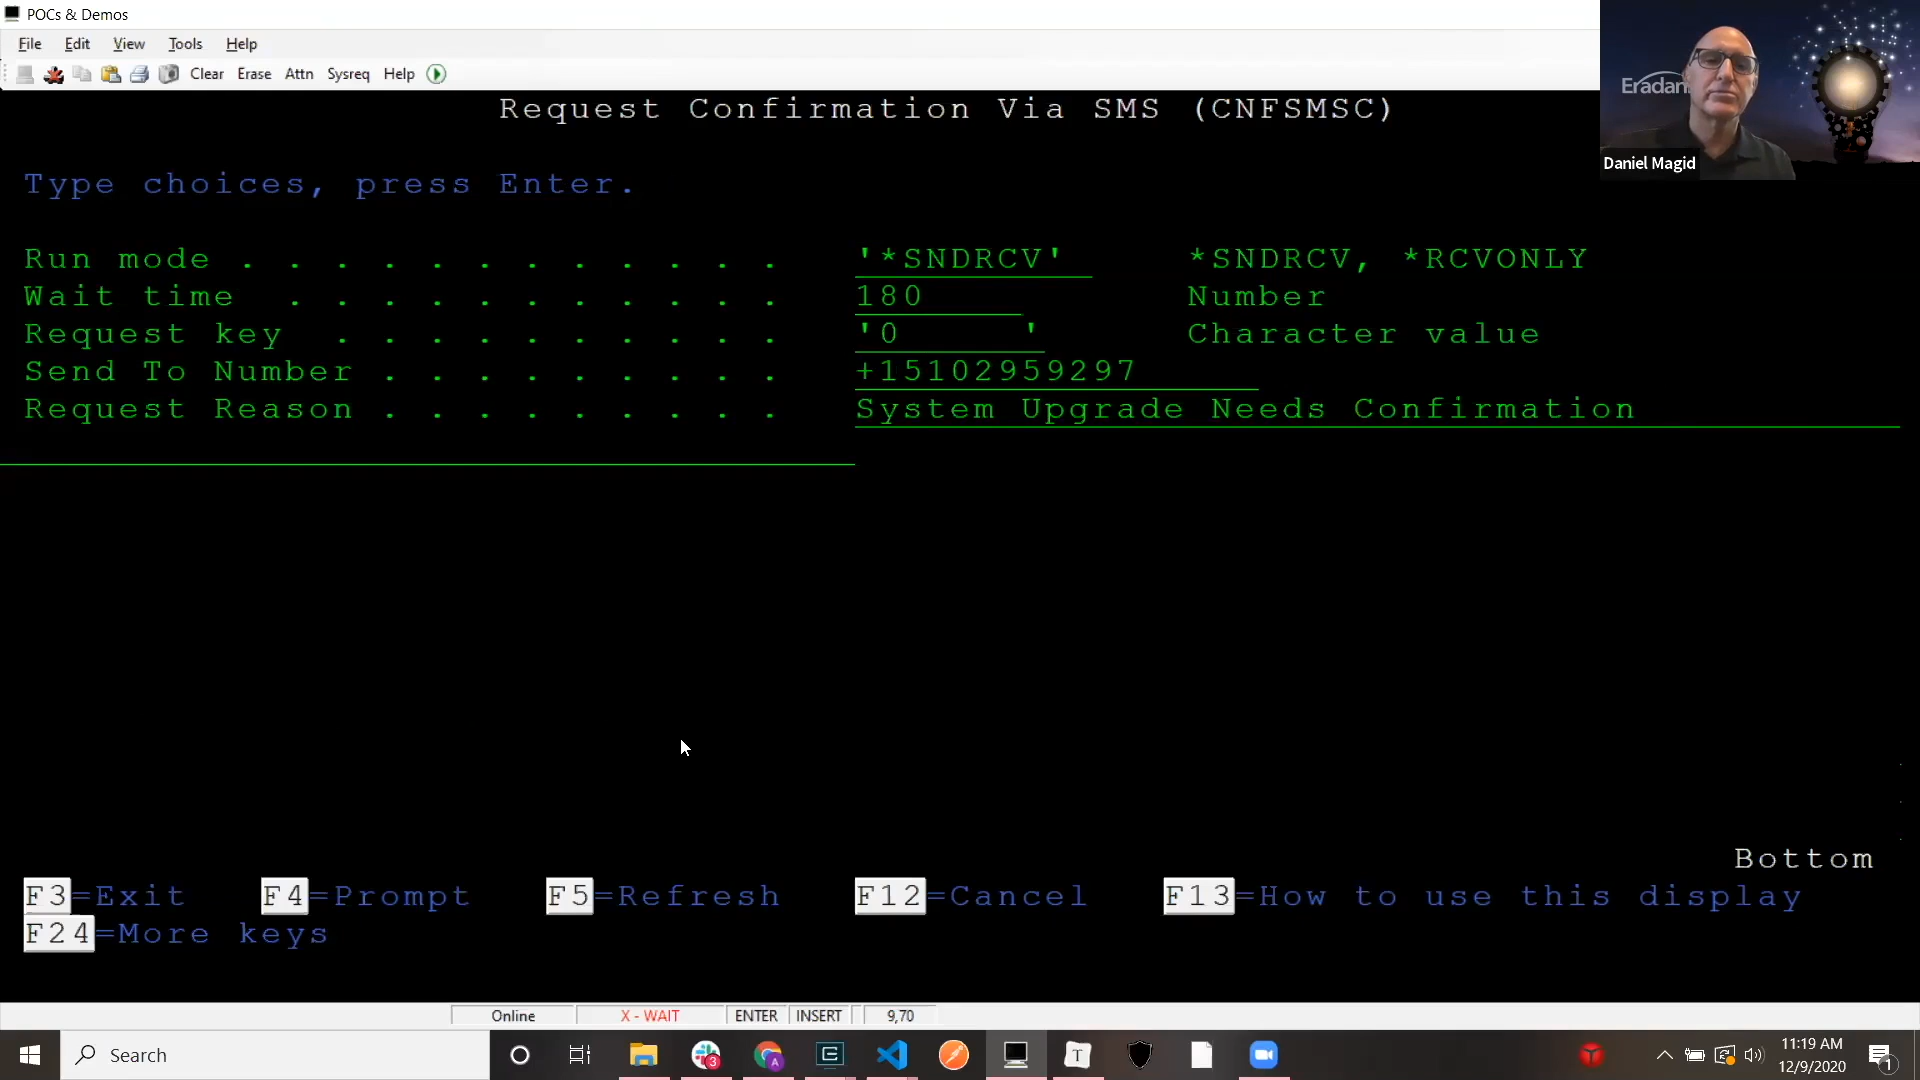 POCs & Demos
File Edit View Tools Help
Clear Erase Attn Sysreq Help
Request Confirmation Via SMS (CNFSMSC)
Type choices, press Enter.
Run mode . . . . . . . . . . . . '*SNDRCV' *SNDRCV, *RCVONLY
Wait time . . . . . . . . . . . 180 Number
Request key . . . . . . . . . . '0 ' Character value
Send To Number . . . . . . . . . +15102959297
Request Reason . . . . . . . . . System Upgrade Needs Confirmation
Bottom
F3=Exit F4=Prompt F5=Refresh F12=Cancel F13=How to use this display
F24=More keys
Online X - WAIT ENTER INSERT 9,70
Search
3
A
T
11:19 AM
12/9/2020
1
Eradan
Daniel Magid